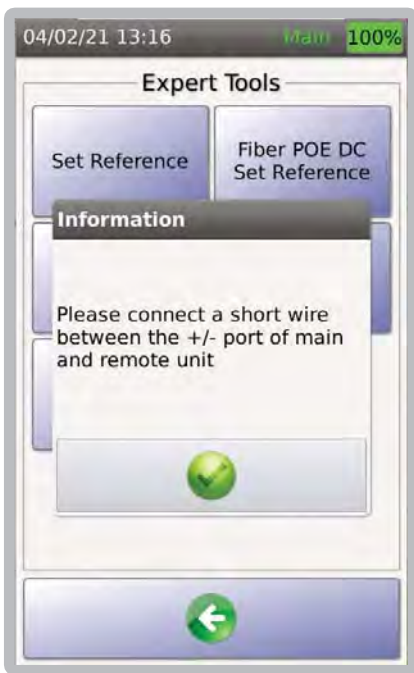 04/02/21 13:16 Main 100%
Expert Tools
Set Reference
Fiber POE DC
Set Reference
Information
Please connect a short wire
between the +/- port of main
and remote unit